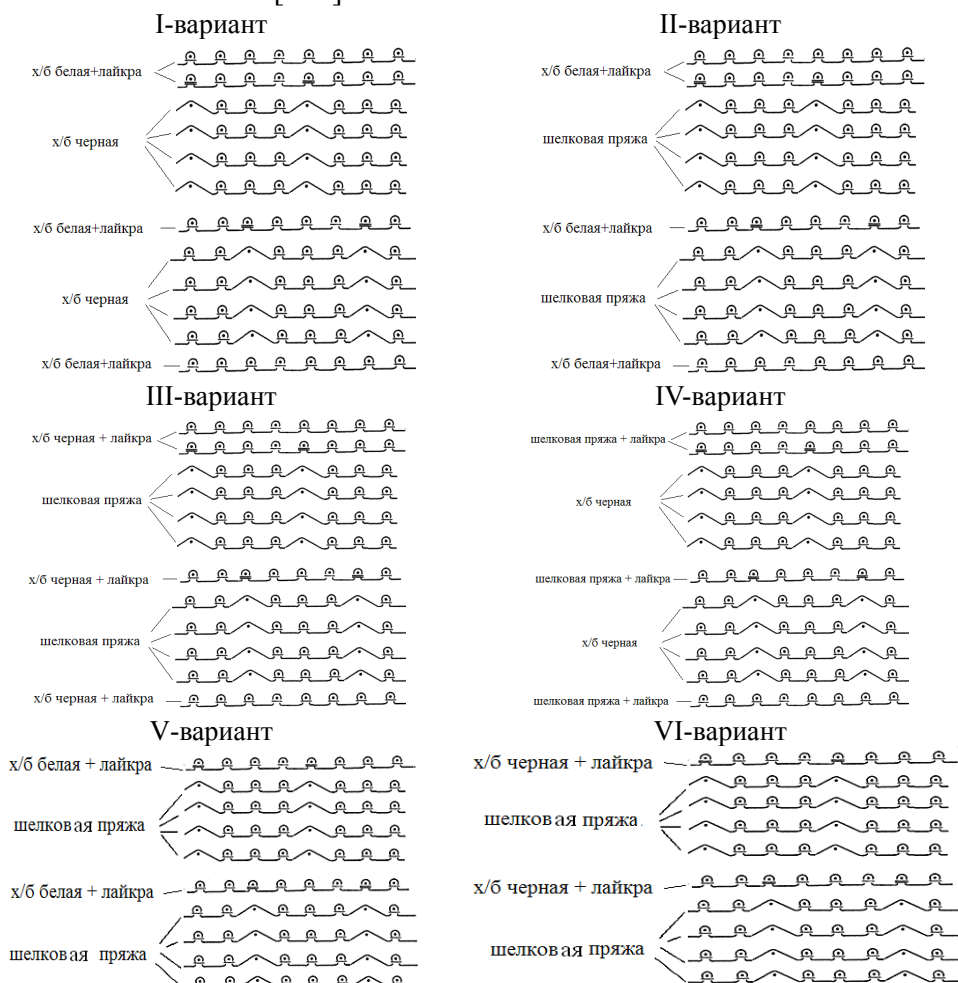 I-вариант
х/б белая+лайкра
х/б черная
х/б белая+лайкра
х/б черная
х/б белая+лайкра
II-вариант
х/б белая+лайкра
шелковая пряжа
х/б белая+лайкра
шелковая пряжа
х/б белая+лайкра
III-вариант
х/б черная + лайкра
шелковая пряжа
х/б черная + лайкра
шелковая пряжа
х/б черная + лайкра
IV-вариант
шелковая пряжа + лайкра
х/б черная
шелковая пряжа + лайкра
х/б черная
шелковая пряжа + лайкра
V-вариант
х/б белая + лайкра
шелковая пряжа
х/б белая + лайкра
шелковая пряжа
VI-вариант
х/б черная + лайкра
шелковая пряжа
х/б черная + лайкра
шелковая пряжа